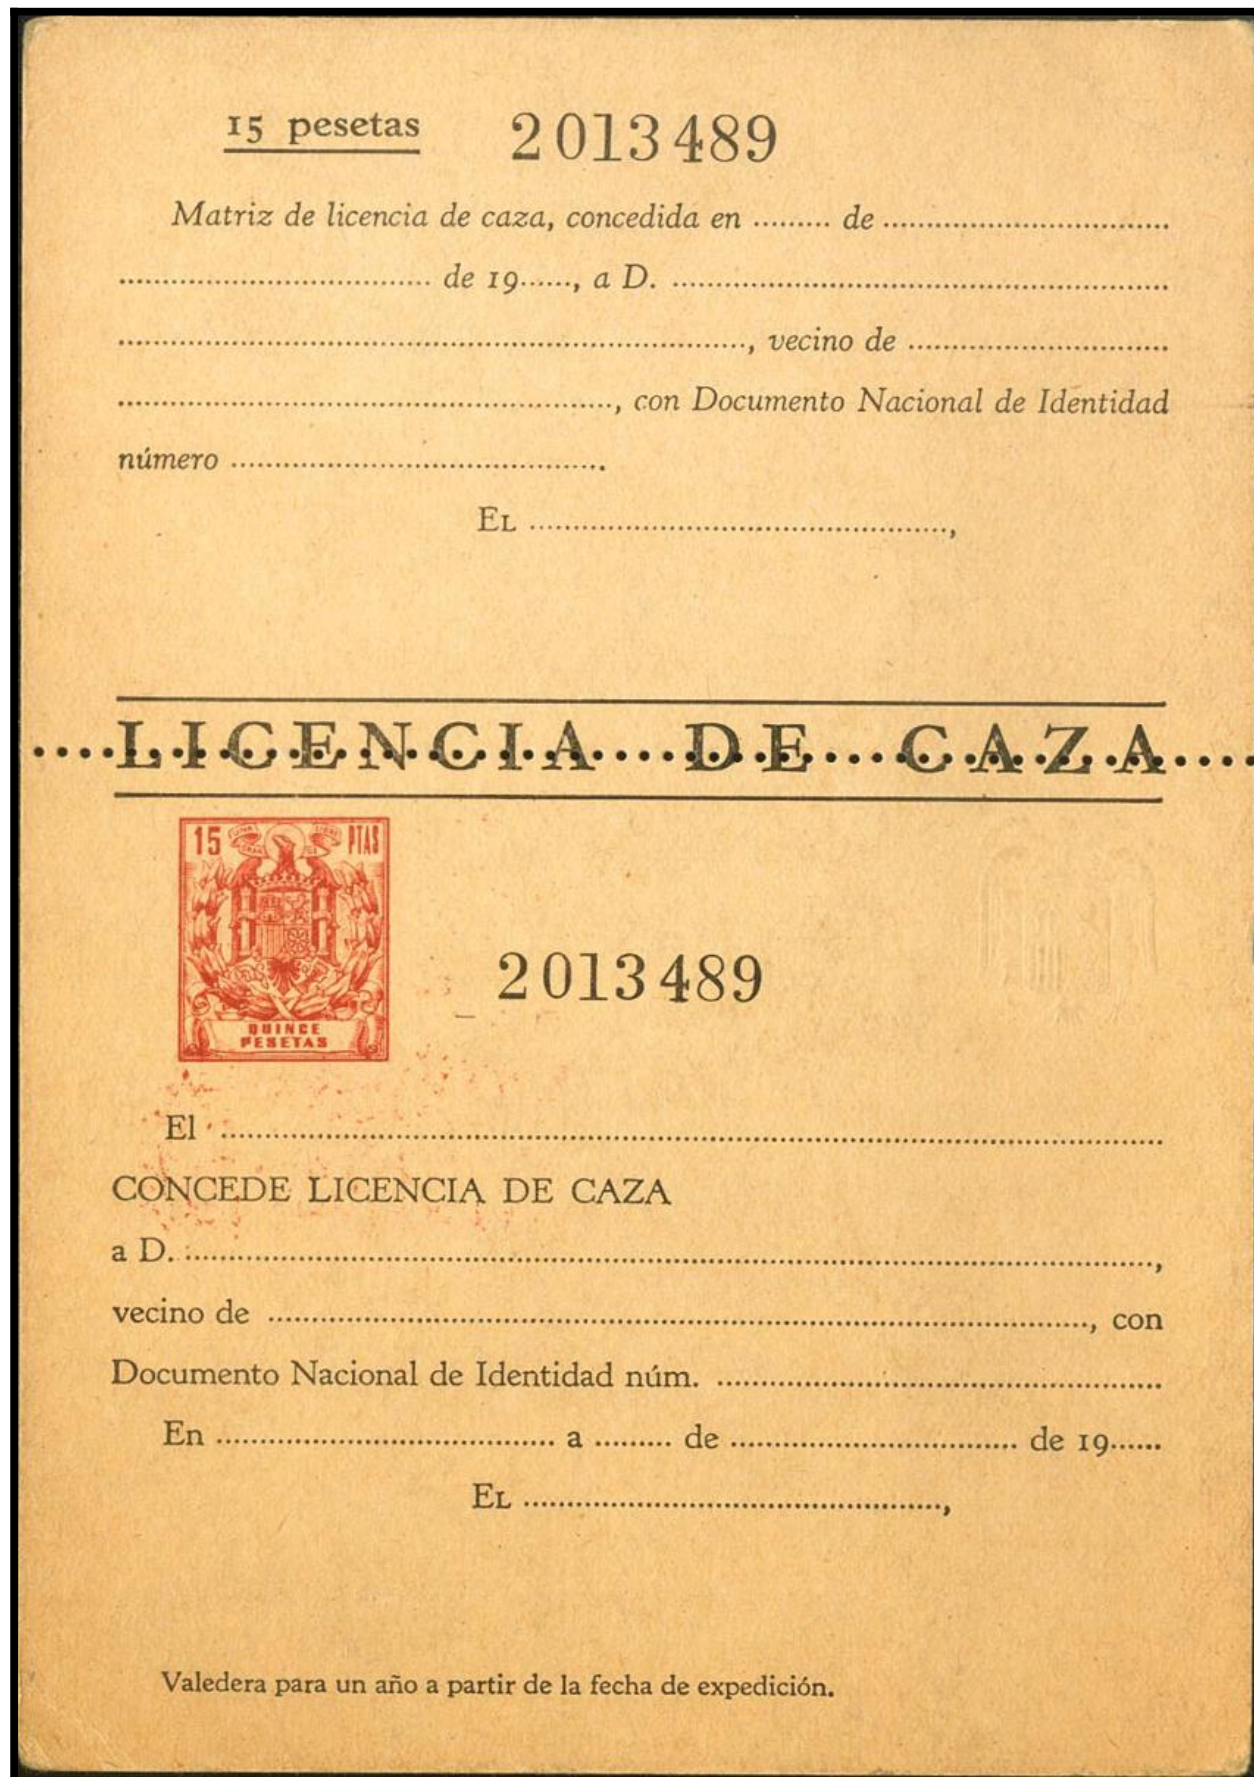 15 pesetas 2013489
Matriz de licencia de caza, concedida en ......... de ................................
................................... de 19......, a D. ........................................................
......................................................................, vecino de .............................
........................................................, con Documento Nacional de Identidad
número ..........................................
EL ...............................................,
LICENCIA DE CAZA
15 PTAS
QUINCE
PESETAS
2013489
El ..........................................................................................................
CONCEDE LICENCIA DE CAZA
a D. ............................................................................................................,
vecino de ............................................................................................, con
Documento Nacional de Identidad núm. ..................................................
En ...................................... a ......... de ................................ de 19......
EL ...............................................,
Valedera para un año a partir de la fecha de expedición.